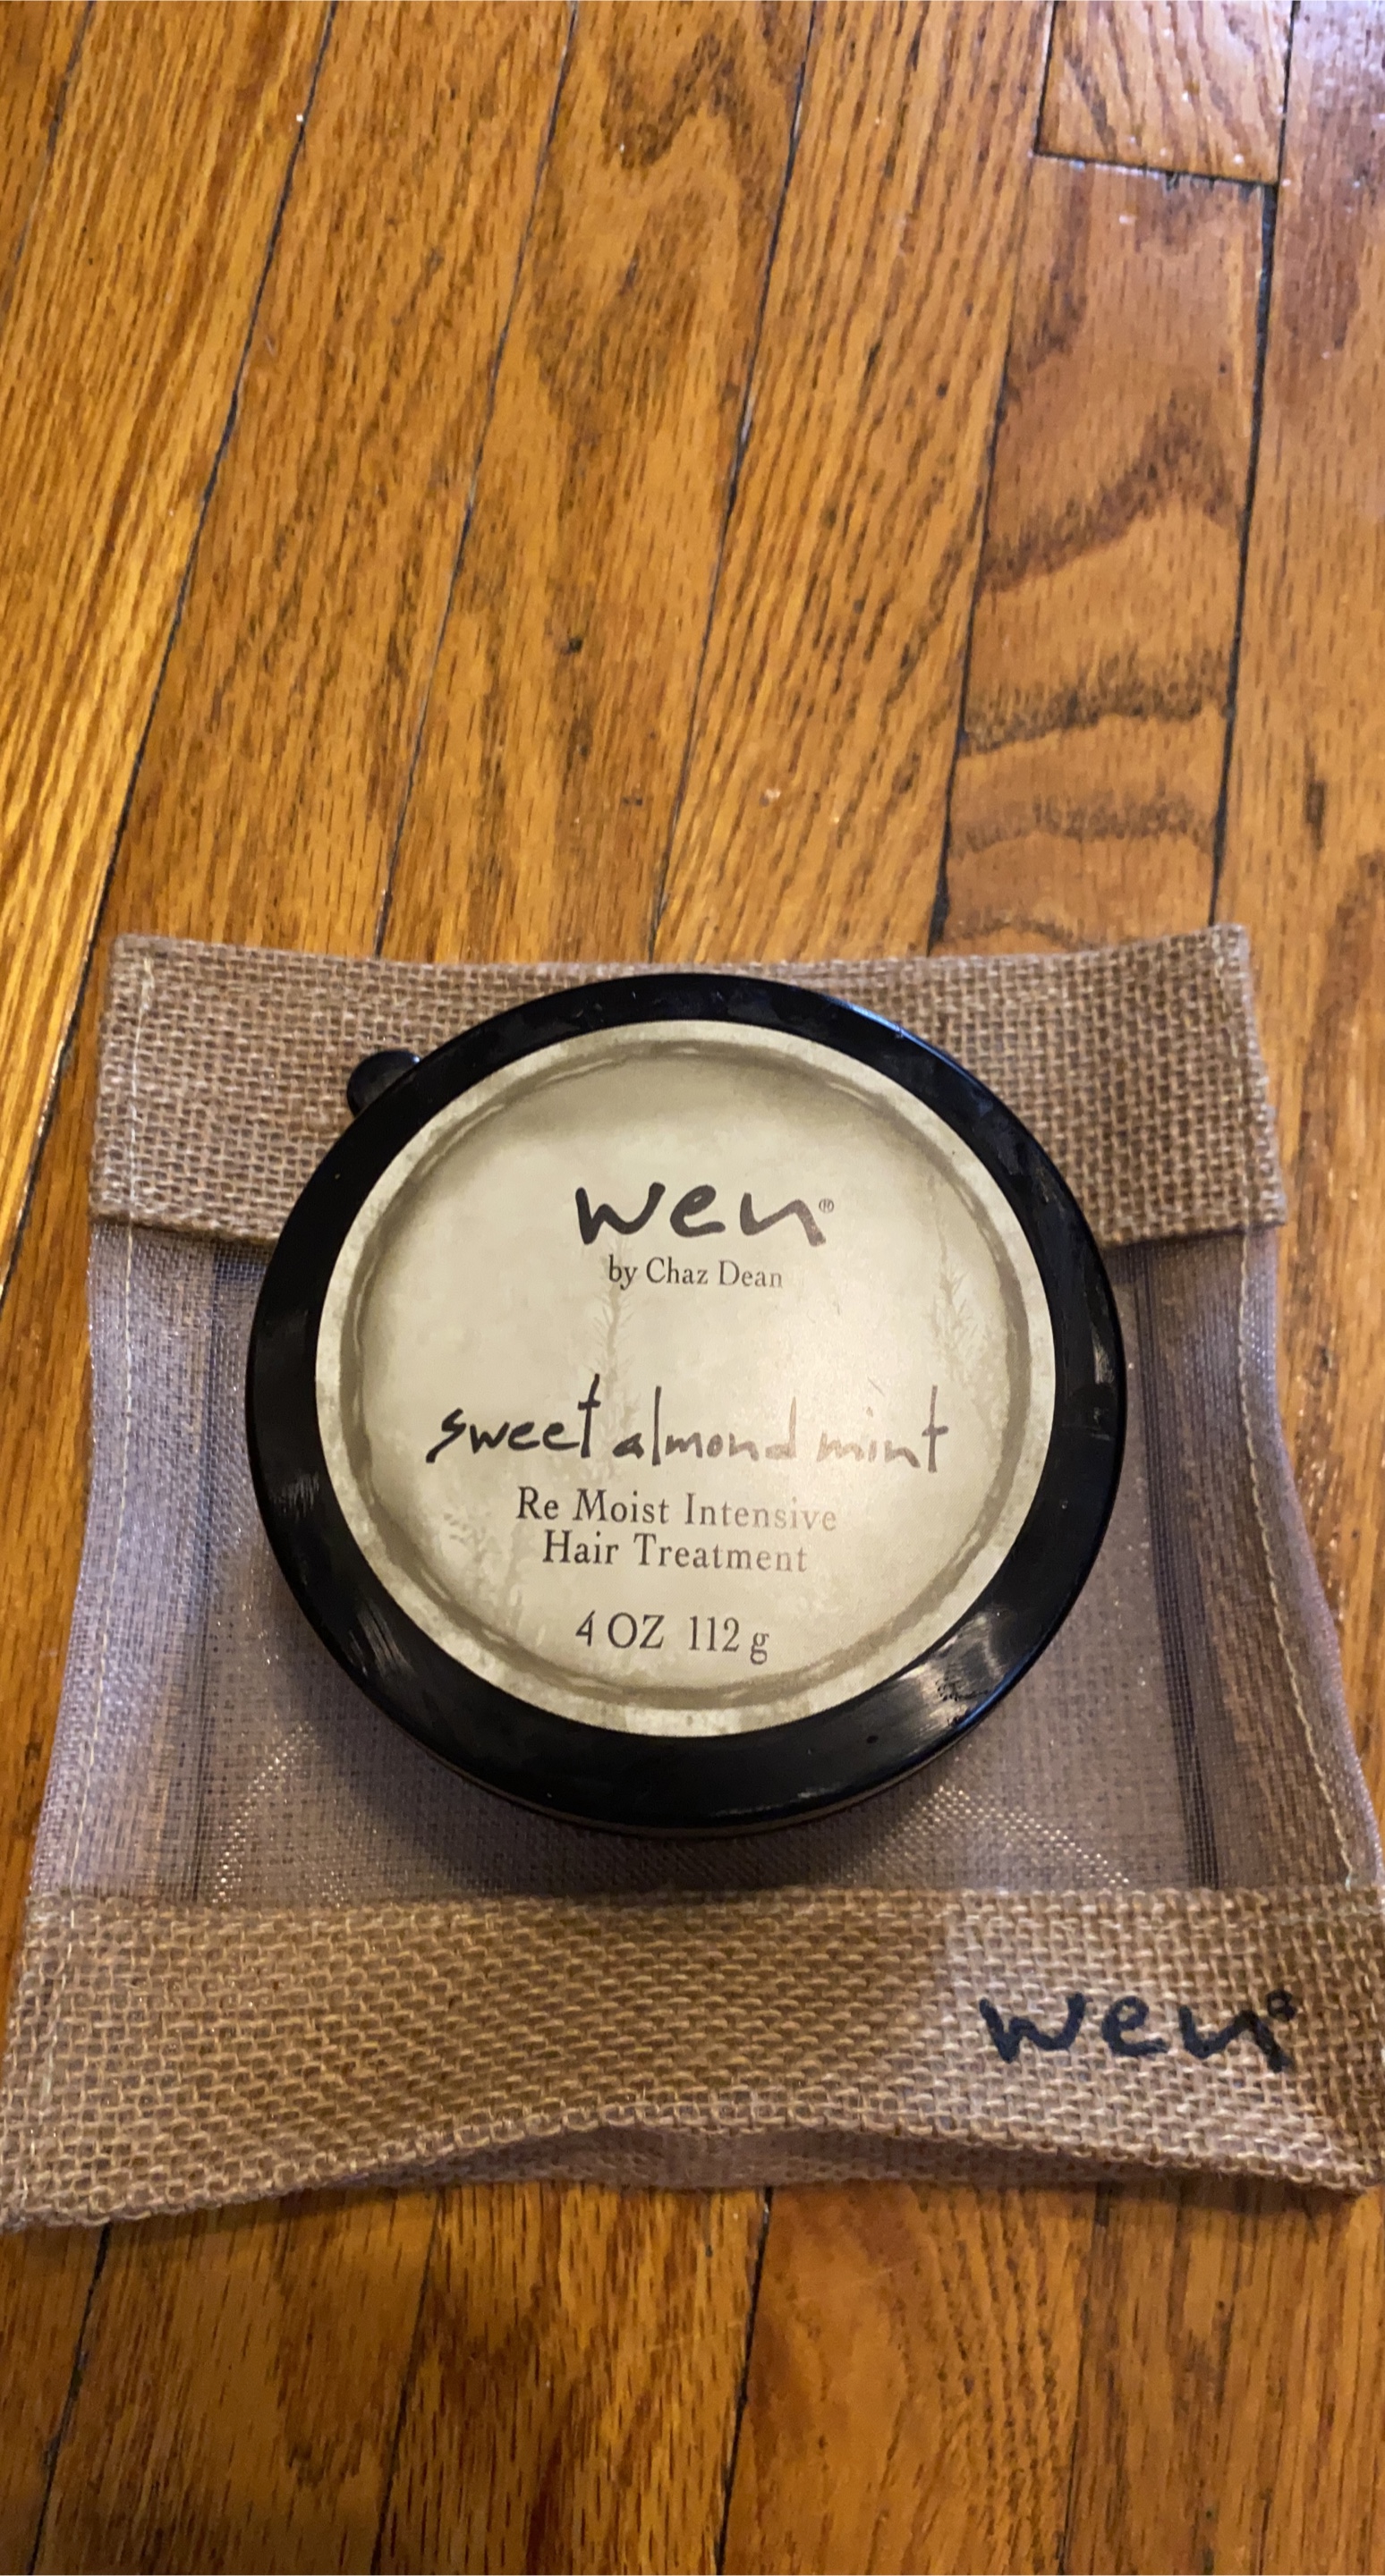 wen®
by Chaz Dean
sweet almond mint
Re Moist Intensive
Hair Treatment
4 OZ 112 g
wen®